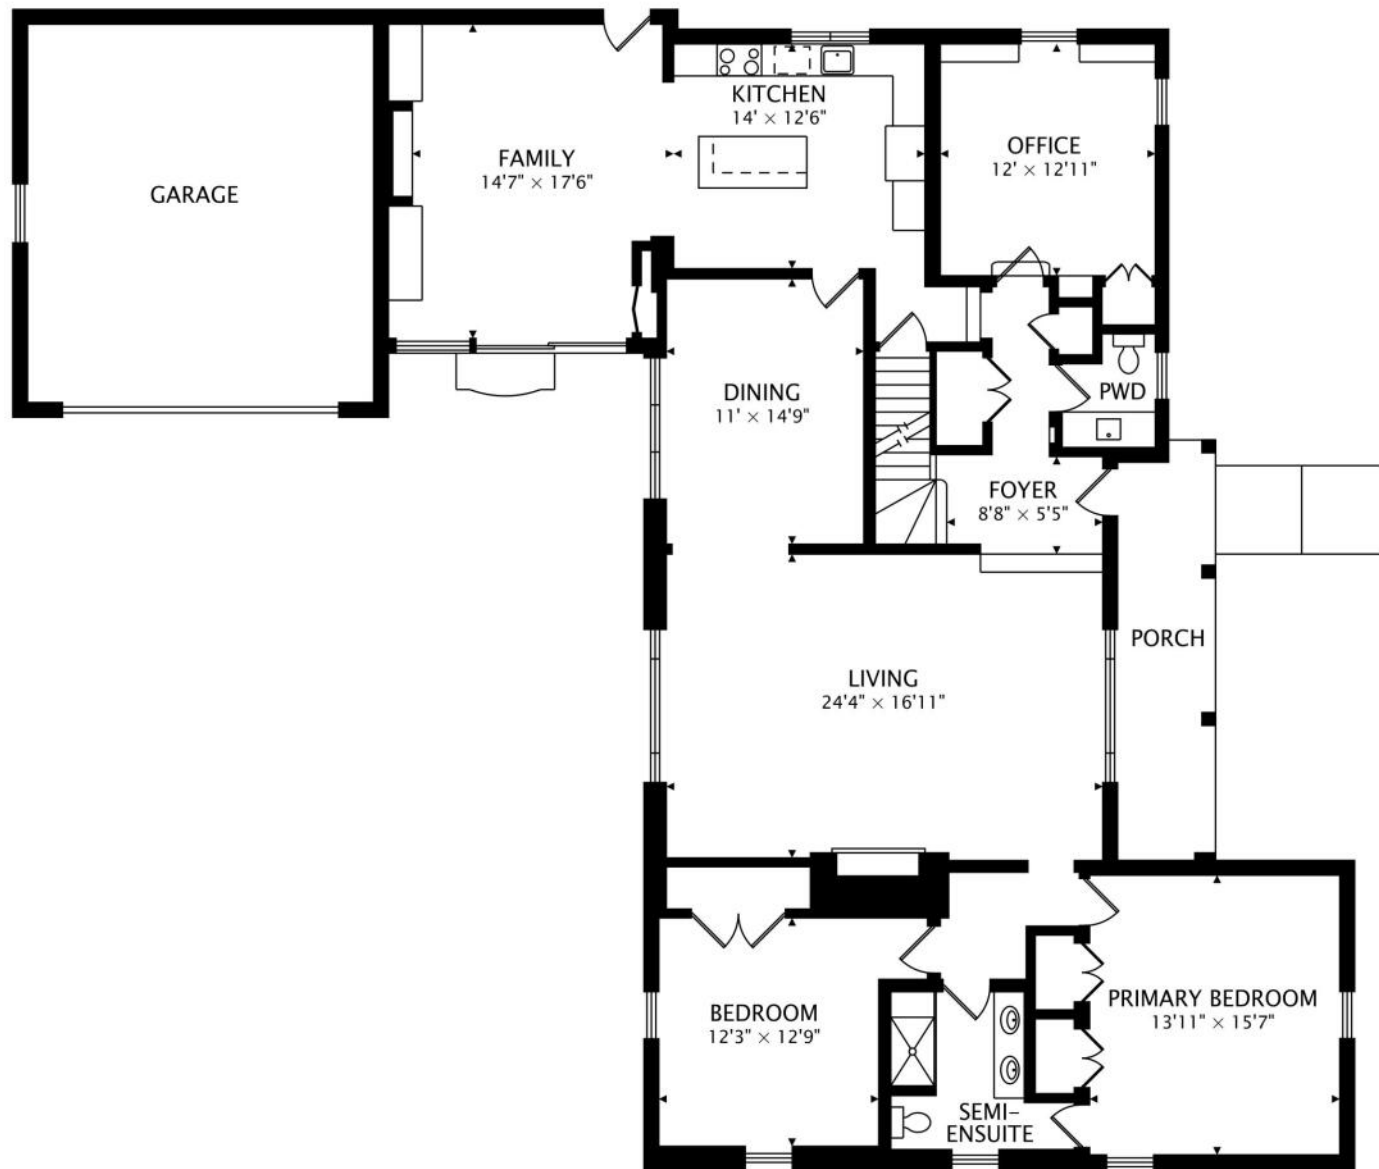 KITCHEN
14' × 12'6"
OFFICE
12' × 12'11"
FAMILY
14'7" × 17'6"
GARAGE
DINING
11' × 14'9"
PWD
FOYER
8'8" × 5'5"
PORCH
LIVING
24'4" × 16'11"
BEDROOM
12'3" × 12'9"
PRIMARY BEDROOM
13'11" × 15'7"
SEMI-
ENSUITE